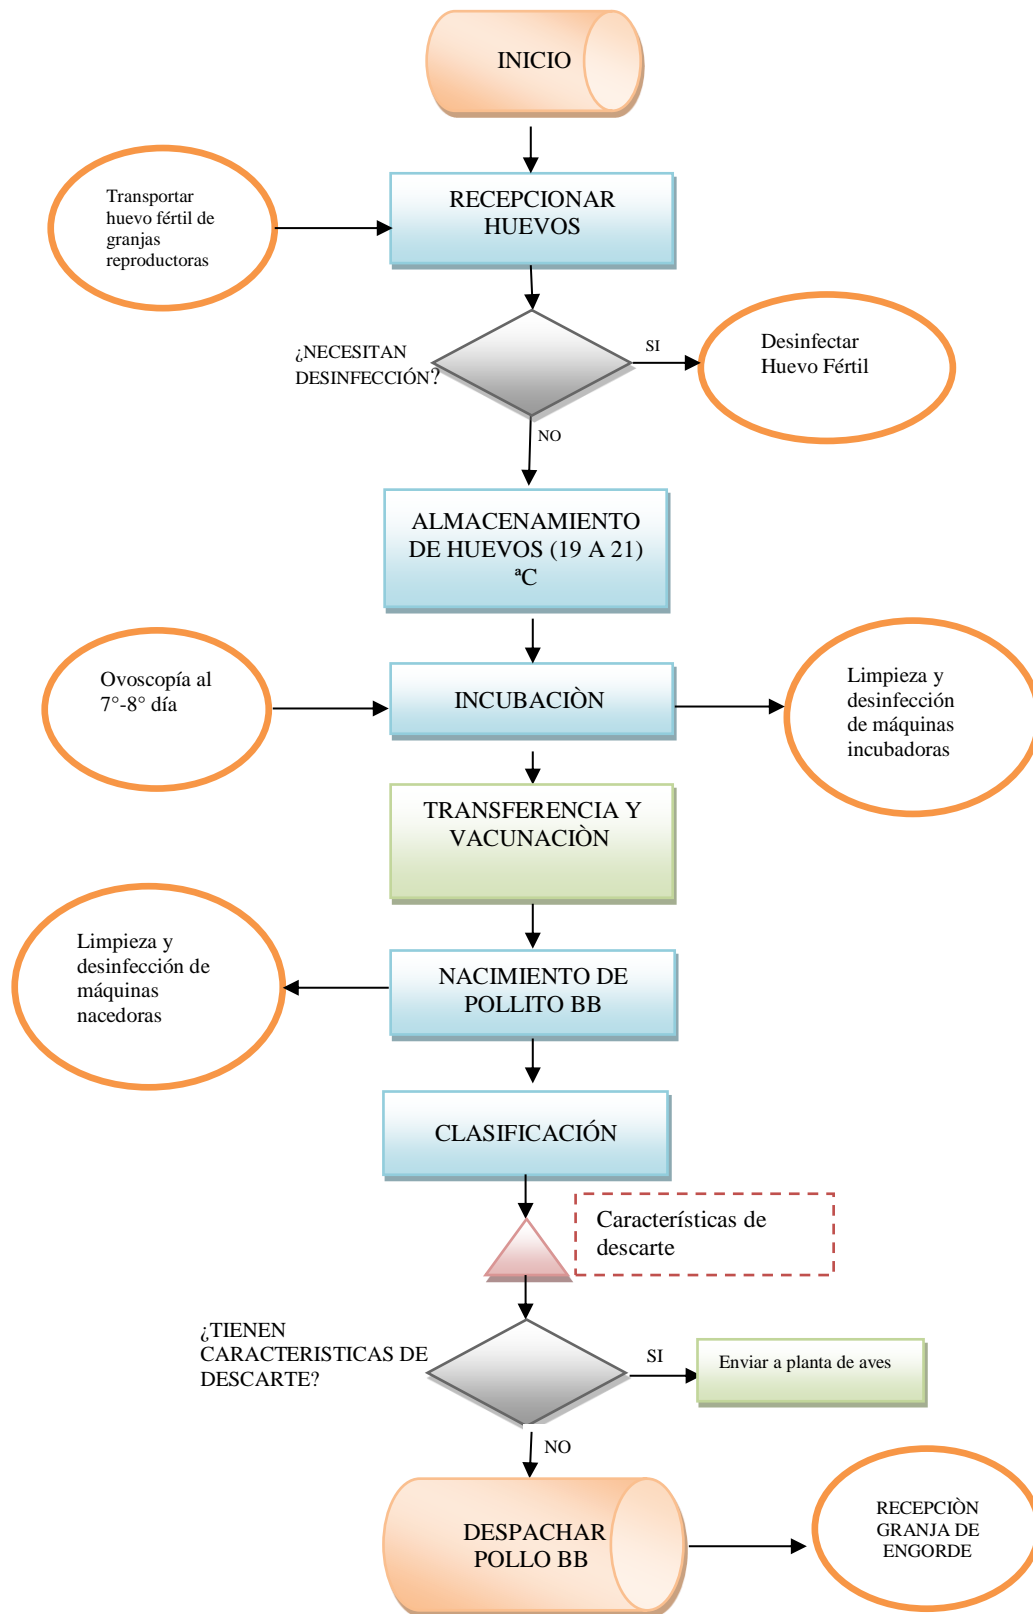 INICIO
Transportar
huevo fértil de
granjas
reproductoras
RECEPCIONAR
HUEVOS
¿NECESITAN
DESINFECCIÓN?
SI
Desinfectar
Huevo Fértil
NO
ALMACENAMIENTO
DE HUEVOS (19 A 21)
ªC
Ovoscopía al
7°-8° día
INCUBACIÒN
Limpieza y
desinfección
de máquinas
incubadoras
TRANSFERENCIA Y
VACUNACIÒN
Limpieza y
desinfección de
máquinas
nacedoras
NACIMIENTO DE
POLLITO BB
CLASIFICACIÓN
Características de
descarte
¿TIENEN
CARACTERISTICAS DE
DESCARTE?
SI
Enviar a planta de aves
NO
DESPACHAR
POLLO BB
RECEPCIÒN
GRANJA DE
ENGORDE